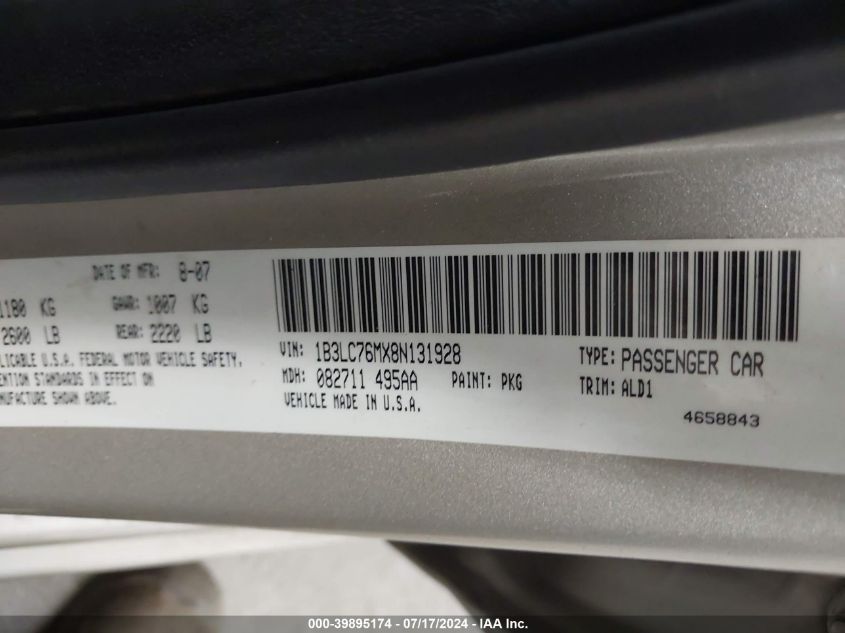 DATE OF MFR: 8-07
1180 KG GAWR: 1007 KG
2600 LB REAR: 2220 LB
PLICABLE U.S.A. FEDERAL MOTOR VEHICLE SAFETY,
ENTION STANDARDS IN EFFECT ON
NUFACTURE SHOWN ABOVE.
VIN: 1B3LC76MX8N131928 TYPE: PASSENGER CAR
MDH: 082711 495AA PAINT: PKG TRIM: ALD1
VEHICLE MADE IN U.S.A.
4658843
000-39895174 / 07/17/2024 - IAA Inc.